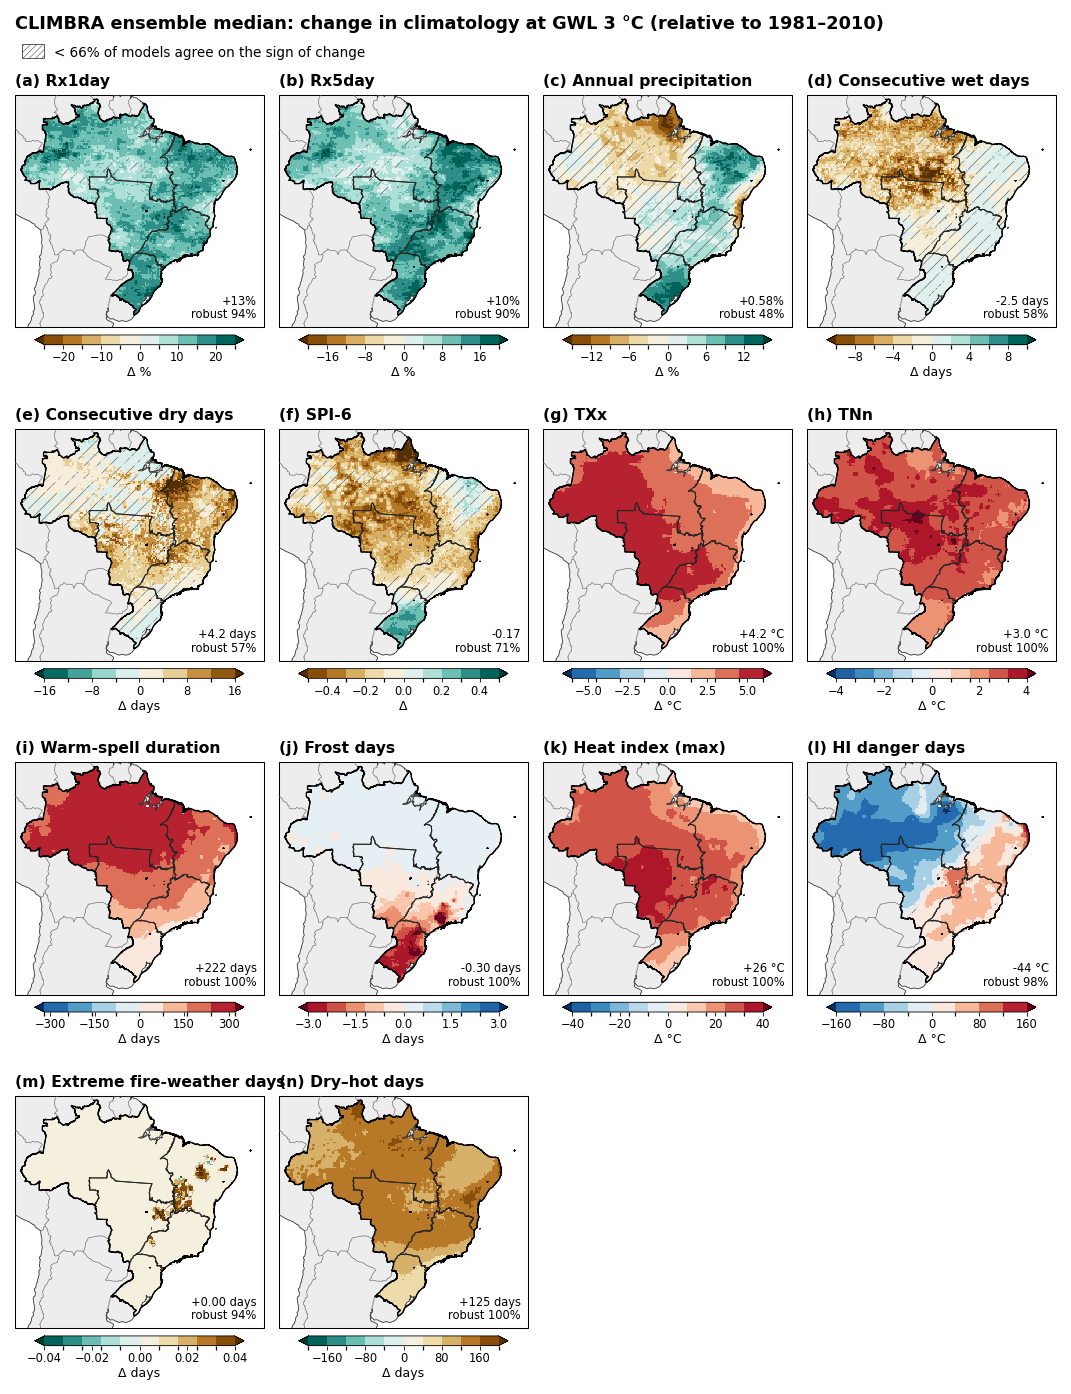 CLIMBRA ensemble median: change in climatology at GWL 3 °C (relative to 1981–2010)
< 66% of models agree on the sign of change
(a) Rx1day
+13%
robust 94%
−20 −10 0 10 20
Δ %
(b) Rx5day
+10%
robust 90%
−16 −8 0 8 16
Δ %
(c) Annual precipitation
+0.58%
robust 48%
−12 −6 0 6 12
Δ %
(d) Consecutive wet days
-2.5 days
robust 58%
−8 −4 0 4 8
Δ days
(e) Consecutive dry days
+4.2 days
robust 57%
−16 −8 0 8 16
Δ days
(f) SPI-6
-0.17
robust 71%
−0.4 −0.2 0.0 0.2 0.4
Δ
(g) TXx
+4.2 °C
robust 100%
−5.0 −2.5 0.0 2.5 5.0
Δ °C
(h) TNn
+3.0 °C
robust 100%
−4 −2 0 2 4
Δ °C
(i) Warm-spell duration
+222 days
robust 100%
−300 −150 0 150 300
Δ days
(j) Frost days
-0.30 days
robust 100%
−3.0 −1.5 0.0 1.5 3.0
Δ days
(k) Heat index (max)
+26 °C
robust 100%
−40 −20 0 20 40
Δ °C
(l) HI danger days
-44 °C
robust 98%
−160 −80 0 80 160
Δ °C
(m) Extreme fire-weather days
+0.00 days
robust 94%
−0.04 −0.02 0.00 0.02 0.04
Δ days
(n) Dry–hot days
+125 days
robust 100%
−160 −80 0 80 160
Δ days